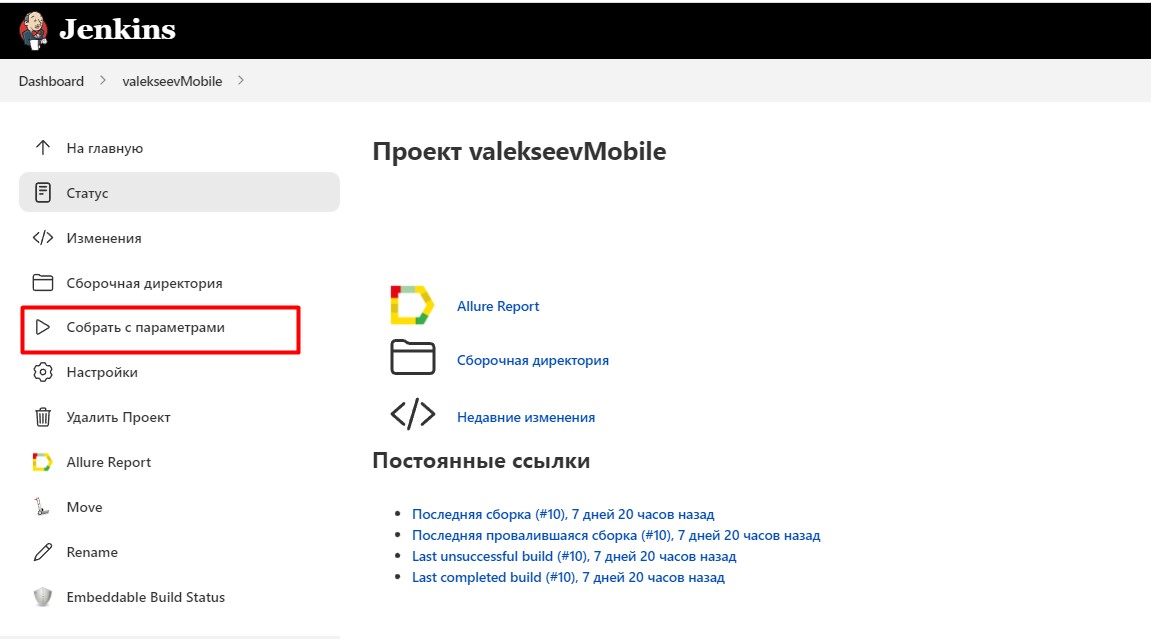 Jenkins
Dashboard
valekseevMobile
На главную
Статус
Изменения
Сборочная директория
Собрать с параметрами
Настройки
Удалить Проект
Allure Report
Move
Rename
Embeddable Build Status
Проект valekseevMobile
Allure Report
Сборочная директория
Недавние изменения
Постоянные ссылки
Последняя сборка (#10), 7 дней 20 часов назад
Последняя провалившаяся сборка (#10), 7 дней 20 часов назад
Last unsuccessful build (#10), 7 дней 20 часов назад
Last completed build (#10), 7 дней 20 часов назад